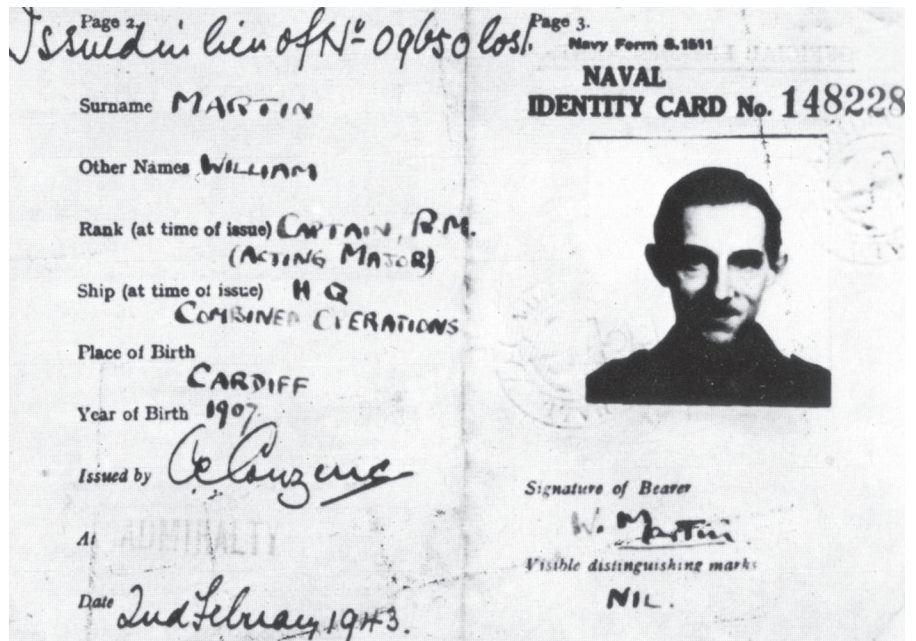 Page 2.
Issued in lieu of No 09650 lost.
Surname MARTIN
Other Names WILLIAM
Rank (at time of issue) CAPTAIN, R.M.
(ACTING MAJOR)
Ship (at time of issue) H Q
COMBINED OPERATIONS
Place of Birth
CARDIFF
Year of Birth 1907
Issued by
At ADMIRALTY
Date 2nd February 1943.
Page 3.
Navy Form S.1511
NAVAL
IDENTITY CARD No. 148228
Signature of Bearer
W. Martin
Visible distinguishing marks
NIL.